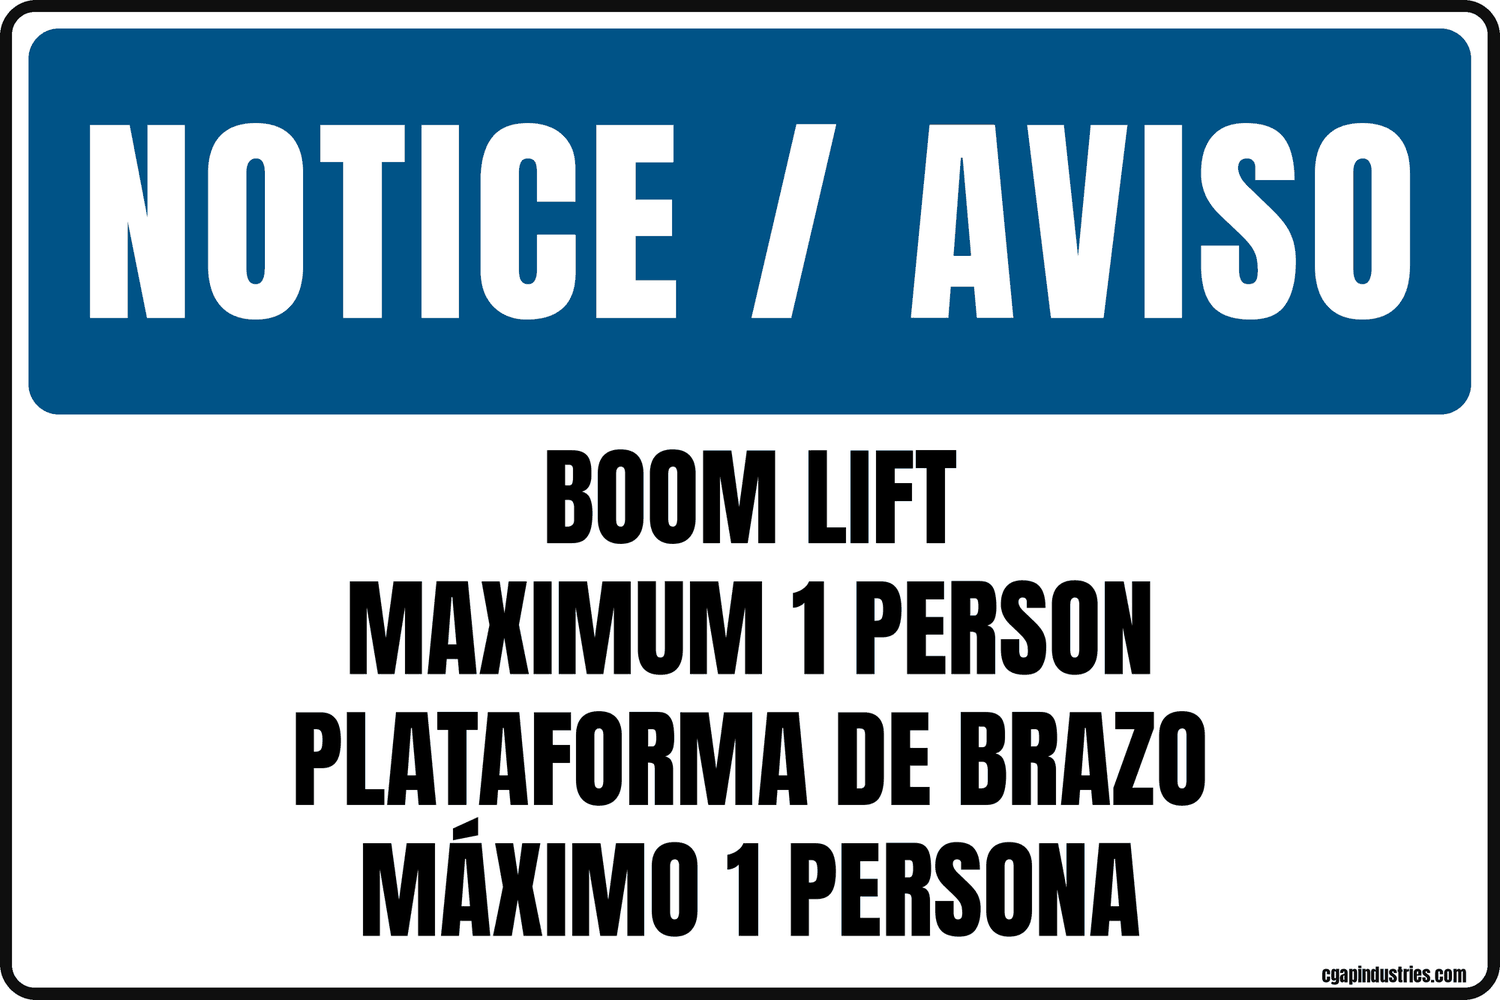 NOTICE / AVISO
BOOM LIFT
MAXIMUM 1 PERSON
PLATAFORMA DE BRAZO
MÁXIMO 1 PERSONA
cgapindustries.com